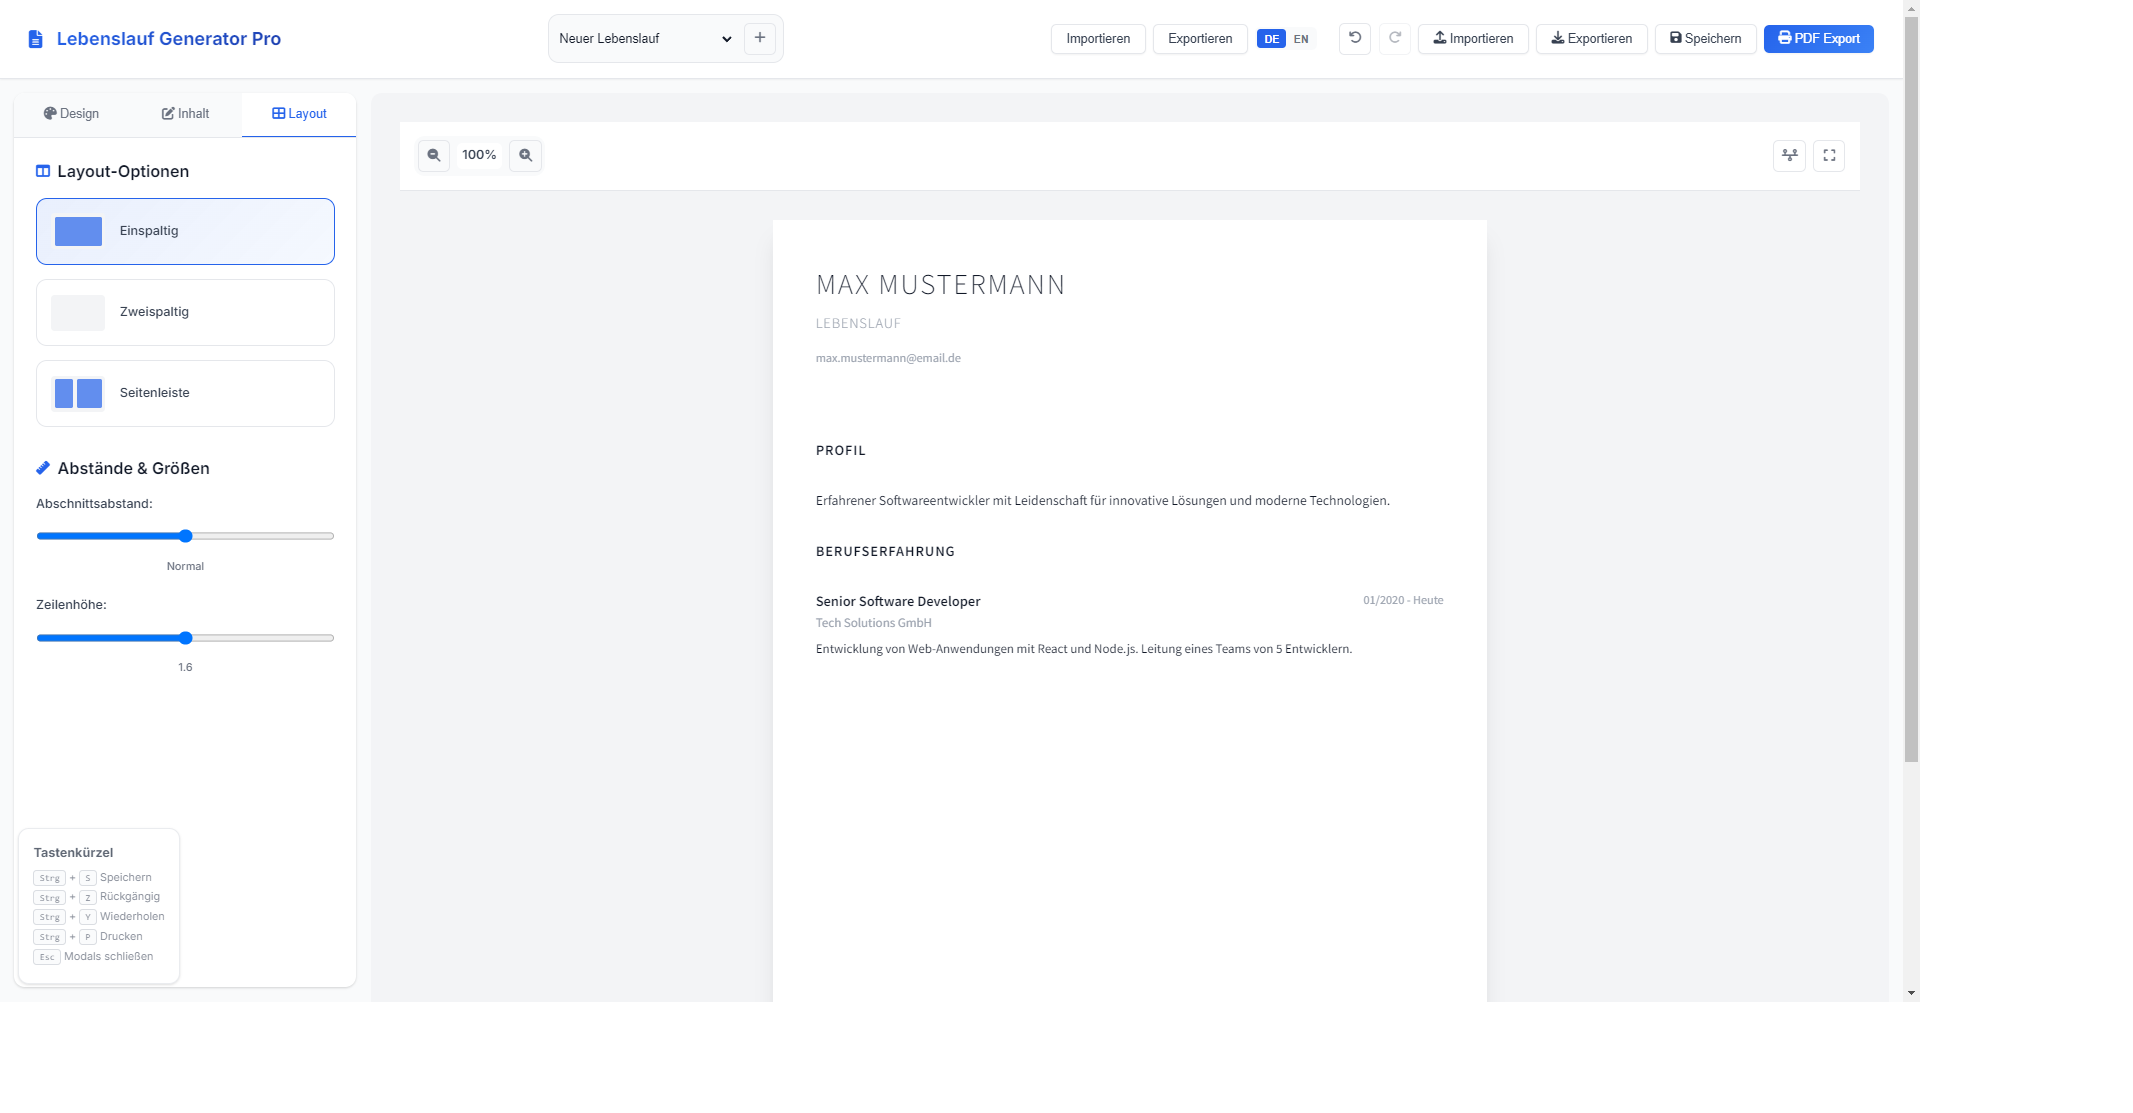 Lebenslauf Generator Pro
Neuer Lebenslauf
+
Importieren
Exportieren
DE EN
Importieren
Exportieren
Speichern
PDF Export
Design
Inhalt
Layout
Layout-Optionen
Einspaltig
Zweispaltig
Seitenleiste
Abstände & Größen
Abschnittsabstand:
Normal
Zeilenhöhe:
1.6
Tastenkürzel
Strg + S Speichern
Strg + Z Rückgängig
Strg + Y Wiederholen
Strg + P Drucken
Esc Modals schließen
100%
MAX MUSTERMANN
LEBENSLAUF
max.mustermann@email.de
PROFIL
Erfahrener Softwareentwickler mit Leidenschaft für innovative Lösungen und moderne Technologien.
BERUFSERFAHRUNG
Senior Software Developer
01/2020 - Heute
Tech Solutions GmbH
Entwicklung von Web-Anwendungen mit React und Node.js. Leitung eines Teams von 5 Entwicklern.